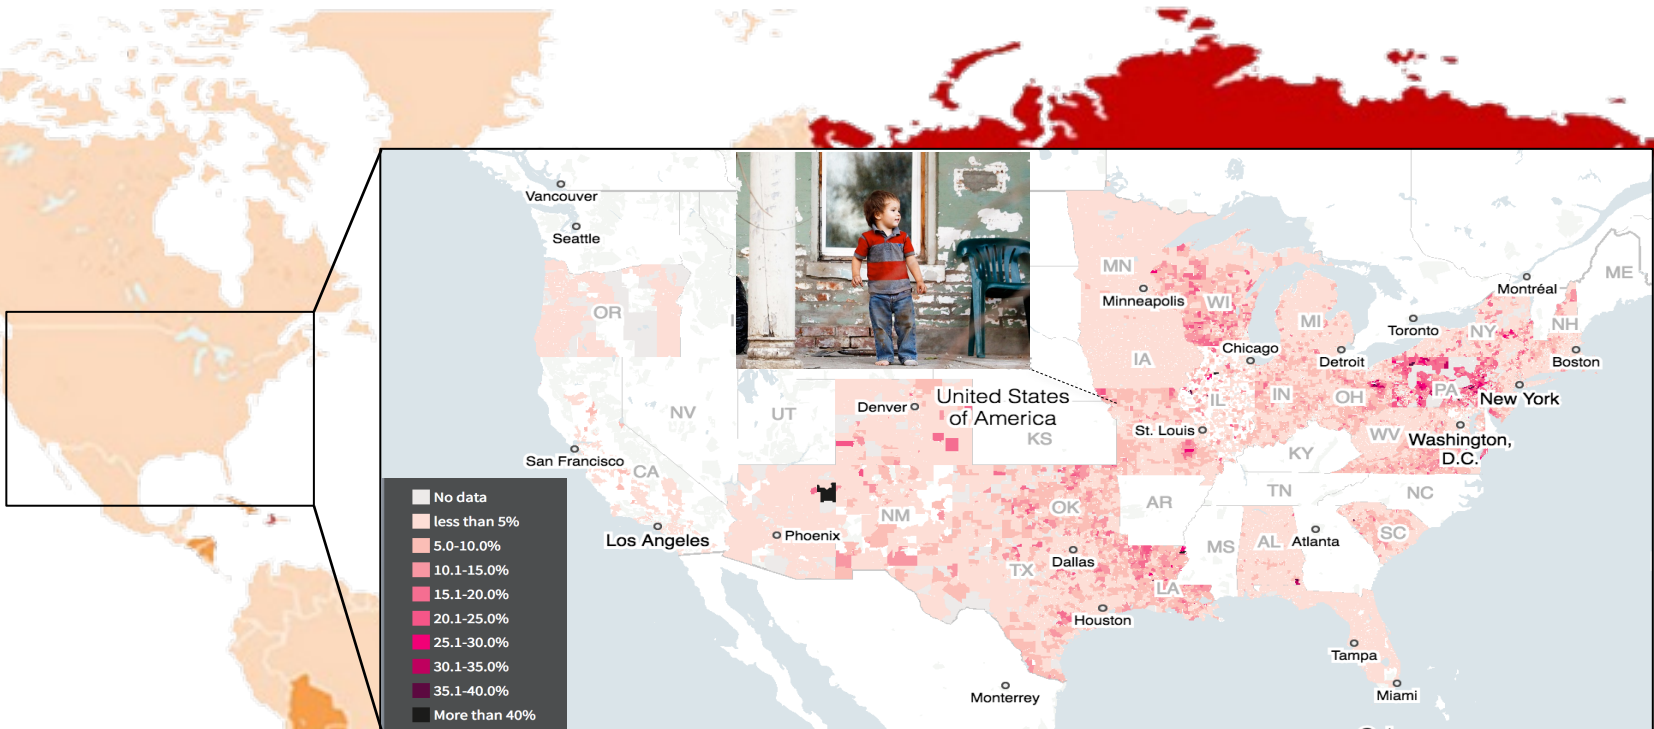 Vancouver
Seattle
OR
MN
Minneapolis
WI
MI
Montréal
ME
Toronto
NY
NH
Boston
Chicago
Detroit
IA
United States
of America
Denver
NV
UT
KS
IL
IN
OH
PA
New York
St. Louis
WV
Washington,
D.C.
KY
San Francisco
CA
No data
less than 5%
5.0-10.0%
10.1-15.0%
15.1-20.0%
20.1-25.0%
25.1-30.0%
30.1-35.0%
35.1-40.0%
More than 40%
Los Angeles
Phoenix
NM
OK
AR
TN
NC
TX
Dallas
MS
AL
Atlanta
SC
LA
Houston
Tampa
Miami
Monterrey